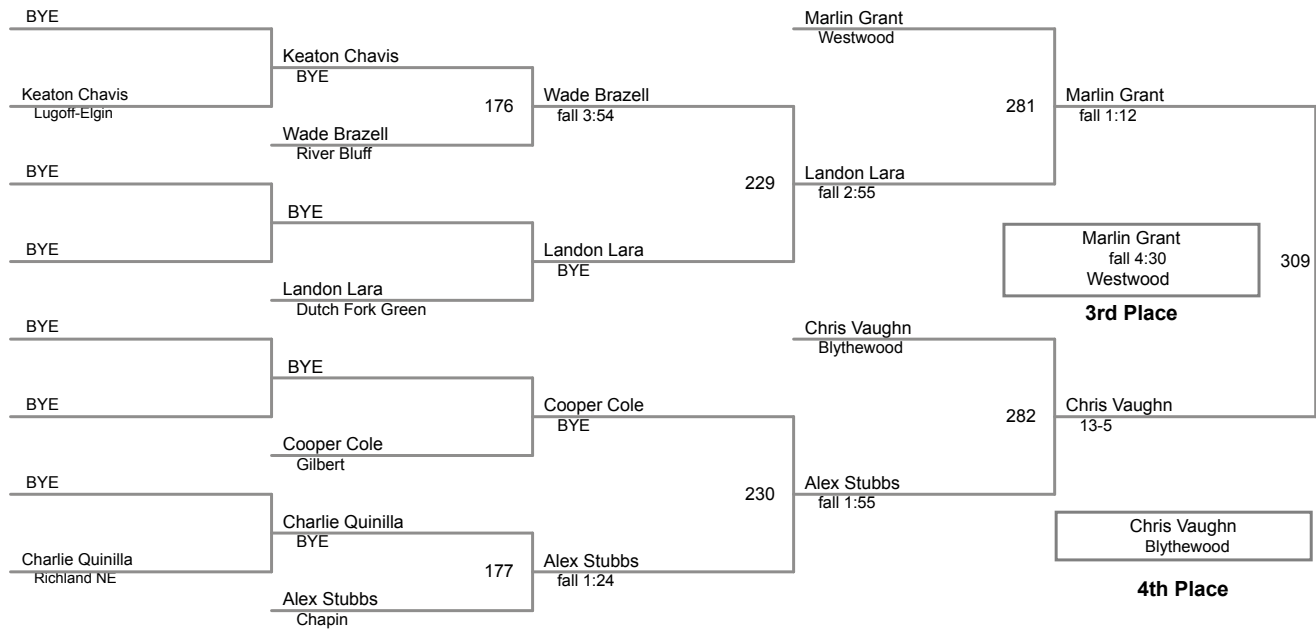 BYE
Keaton Chavis
Lugoff-Elgin
BYE
BYE
BYE
BYE
BYE
Charlie Quinilla
Richland NE
Keaton Chavis
BYE
176
Wade Brazell
River Bluff
BYE
Landon Lara
Dutch Fork Green
BYE
Cooper Cole
Gilbert
Charlie Quinilla
BYE
177
Alex Stubbs
Chapin
Wade Brazell
fall 3:54
229
Landon Lara
BYE
Cooper Cole
BYE
230
Alex Stubbs
fall 1:24
Marlin Grant
Westwood
281
Landon Lara
fall 2:55
Chris Vaughn
Blythewood
282
Alex Stubbs
fall 1:55
Marlin Grant
fall 1:12
Marlin Grant
fall 4:30
Westwood
309
3rd Place
Chris Vaughn
13-5
Chris Vaughn
Blythewood
4th Place